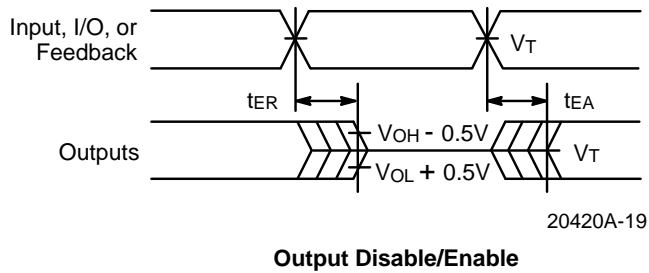 Input, I/O, or
Feedback
VT
tER
tEA
Outputs
VOH - 0.5V
VOL + 0.5V
VT
20420A-19
Output Disable/Enable